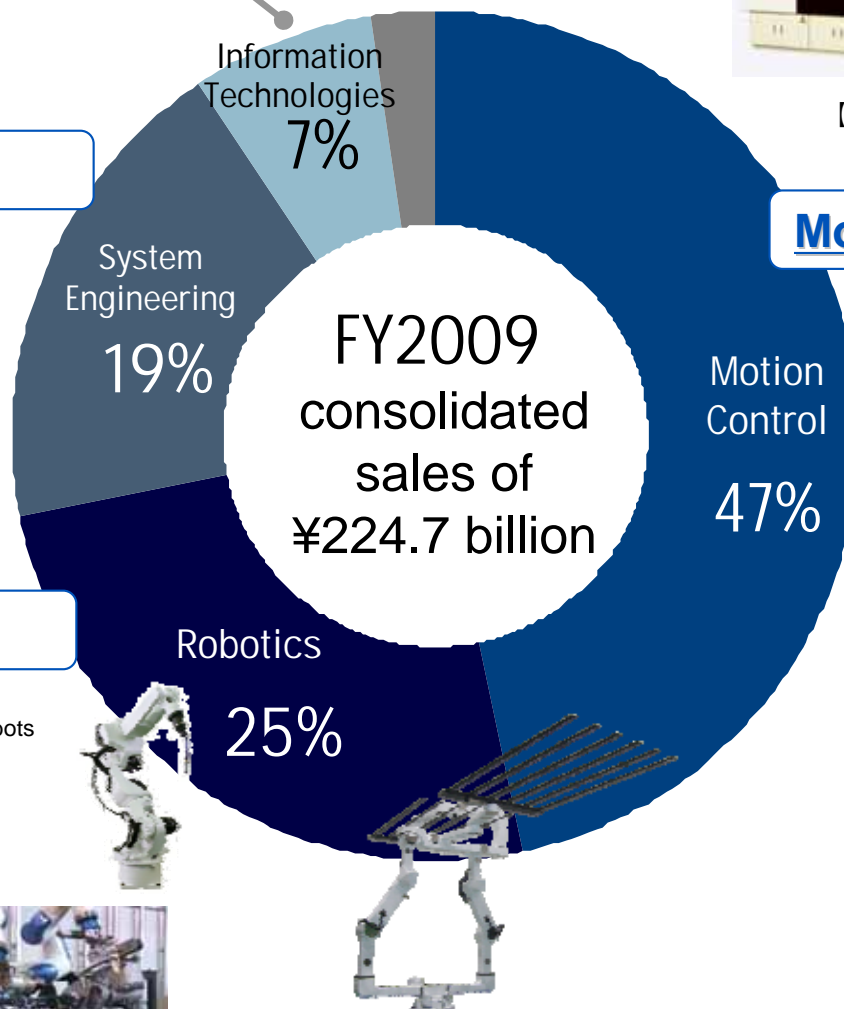 Information
Technologies
7%
System
Engineering
19%
FY2009
consolidated
sales of
¥224.7 billion
Motion
Control
47%
Robotics
25%